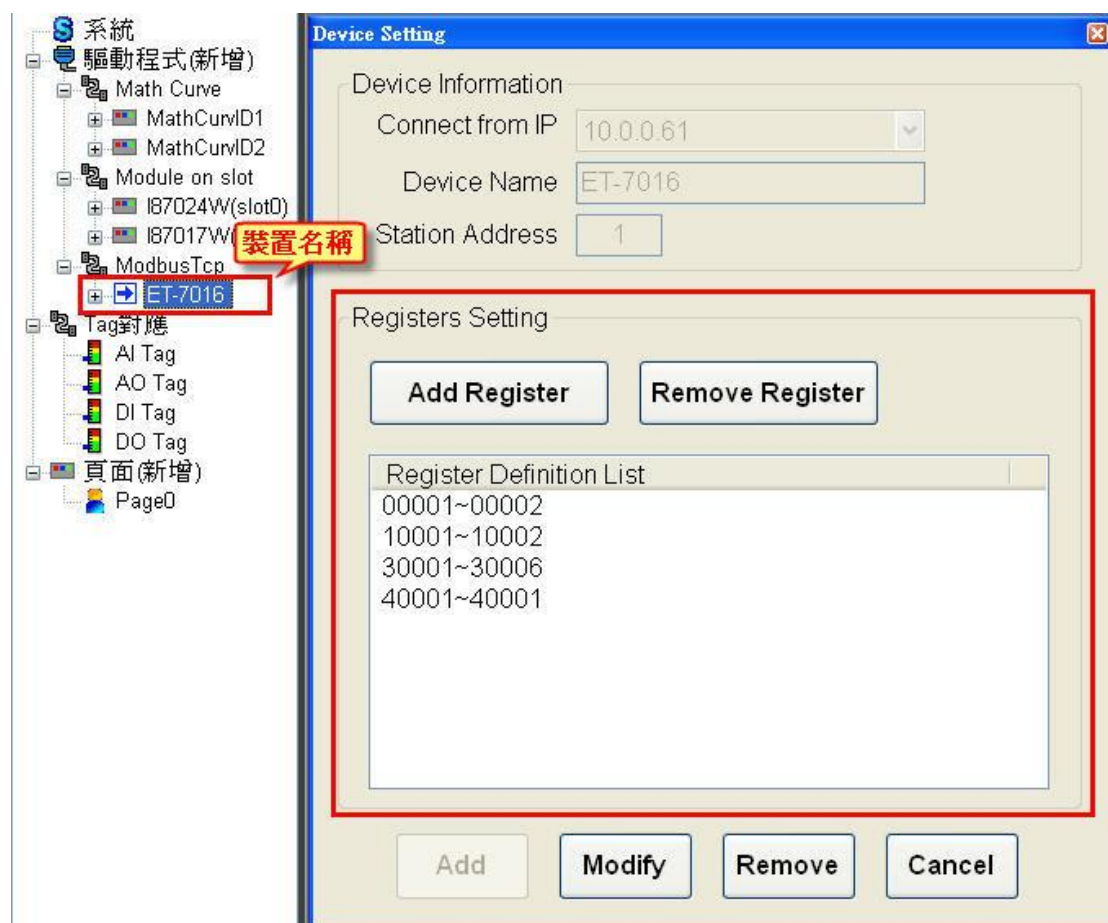 系統
驅動程式(新增)
Math Curve
MathCurvID1
MathCurvID2
Module on slot
I87024W(slot0)
I87017W(
裝置名稱
ModbusTcp
ET-7016
Tag對應
AI Tag
AO Tag
DI Tag
DO Tag
頁面(新增)
Page0
Device Setting
Device Information
Connect from IP 10.0.0.61
Device Name ET-7016
Station Address 1
Registers Setting
Add Register Remove Register
Register Definition List
00001~00002
10001~10002
30001~30006
40001~40001
Add Modify Remove Cancel